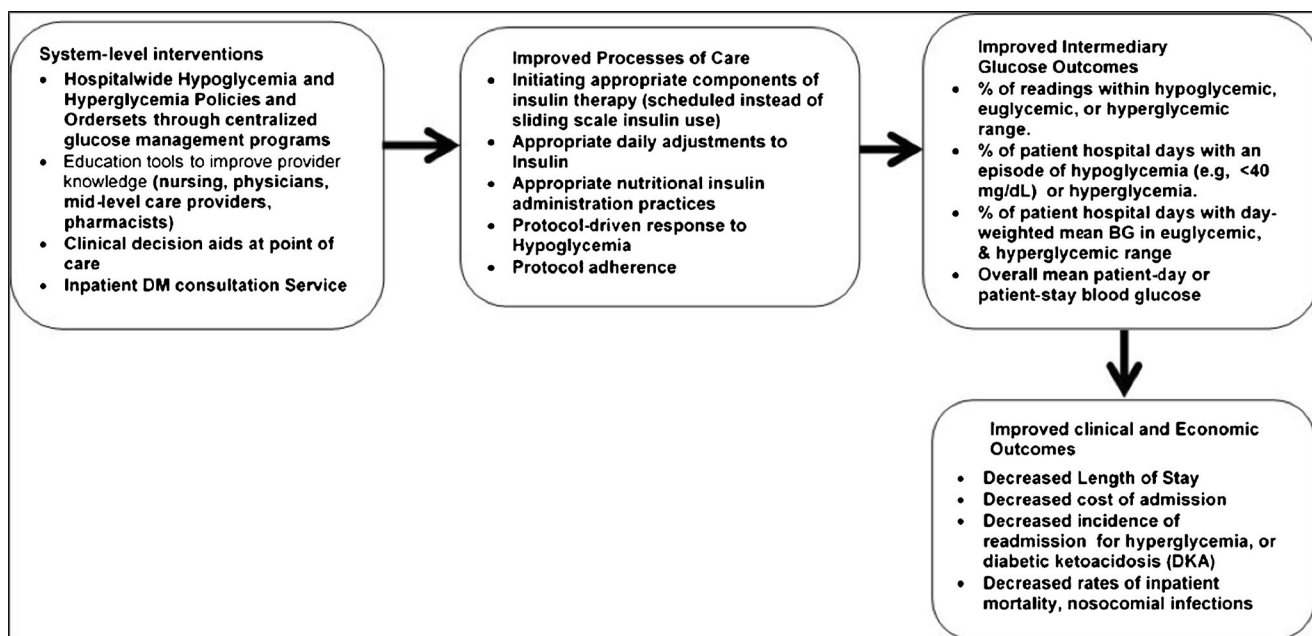 System-level interventions
• Hospitalwide Hypoglycemia and
Hyperglycemia Policies and
Ordersets through centralized
glucose management programs
• Education tools to improve provider
knowledge (nursing, physicians,
mid-level care providers,
pharmacists)
• Clinical decision aids at point of
care
• Inpatient DM consultation Service
Improved Processes of Care
• Initiating appropriate components of
insulin therapy (scheduled instead of
sliding scale insulin use)
• Appropriate daily adjustments to
Insulin
• Appropriate nutritional insulin
administration practices
• Protocol-driven response to
Hypoglycemia
• Protocol adherence
Improved Intermediary
Glucose Outcomes
• % of readings within hypoglycemic,
euglycemic, or hyperglycemic
range.
• % of patient hospital days with an
episode of hypoglycemia (e.g, <40
mg/dL) or hyperglycemia.
• % of patient hospital days with day-
weighted mean BG in euglycemic,
& hyperglycemic range
• Overall mean patient-day or
patient-stay blood glucose
Improved clinical and Economic
Outcomes
• Decreased Length of Stay
• Decreased cost of admission
• Decreased incidence of
readmission for hyperglycemia, or
diabetic ketoacidosis (DKA)
• Decreased rates of inpatient
mortality, nosocomial infections